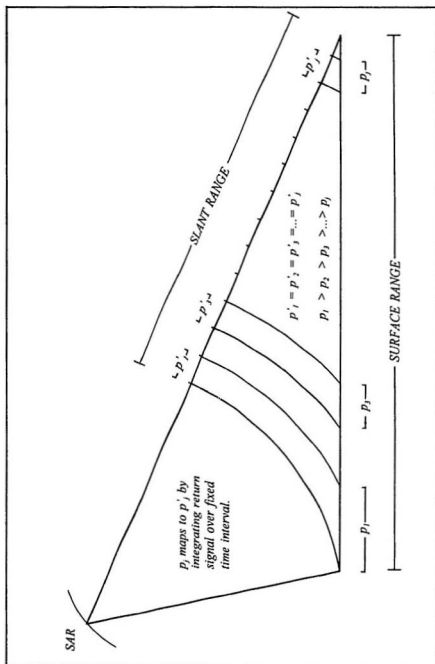 SAR
SLANT RANGE
p'₁
p'₃
p'ⱼ
pⱼ maps to p'ⱼ by
integrating return
signal over fixed
time interval.
p'₁ = p'₂ = p'₃ =...= p'ⱼ
p₁ > p₂ > p₃ >...> pⱼ
p₁
p₃
pⱼ
SURFACE RANGE